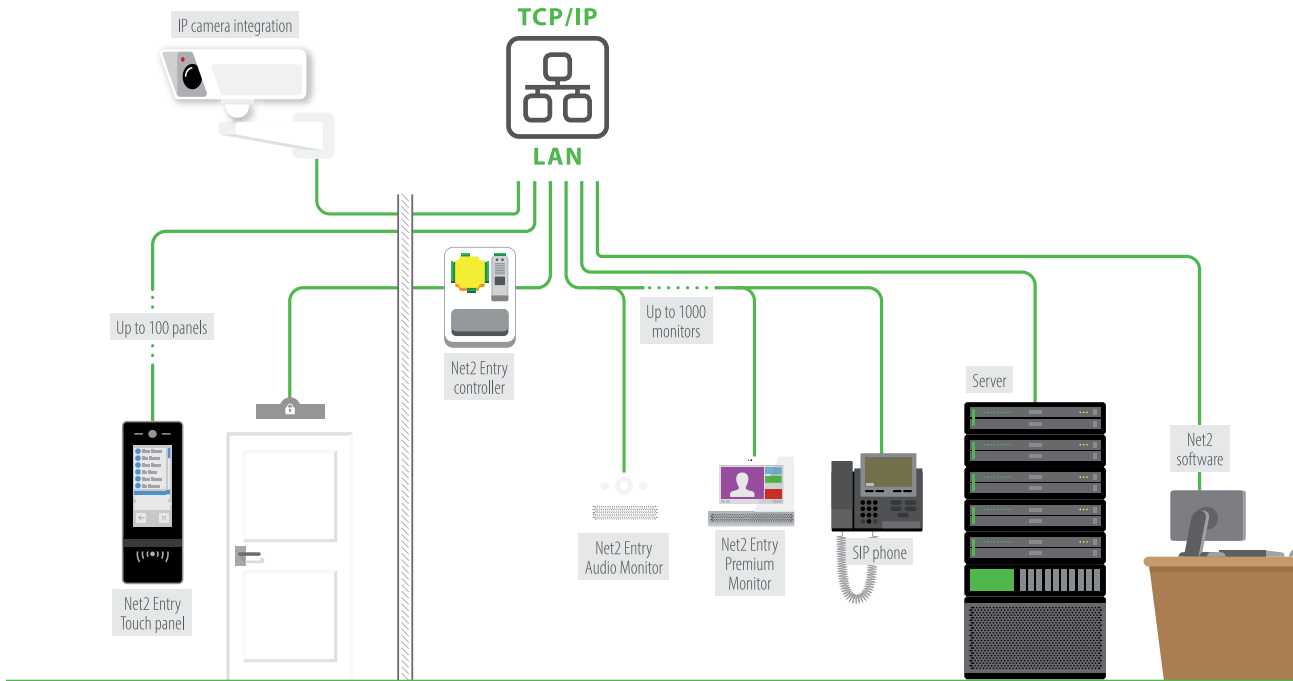 IP camera integration
TCP/IP
LAN
Up to 100 panels
Net2 Entry
controller
Up to 1000
monitors
Server
Net2
software
Net2 Entry
Touch panel
Net2 Entry
Audio Monitor
Net2 Entry
Premium
Monitor
SIP phone